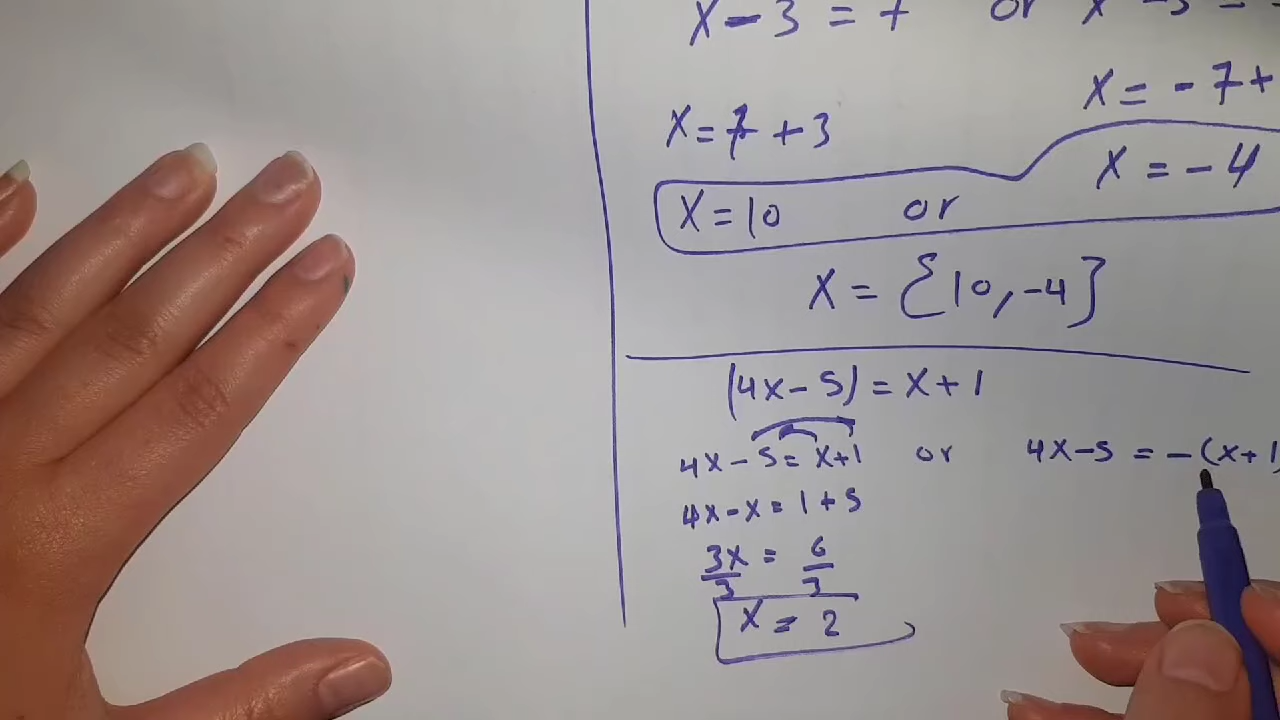 x - 3 = 7 or x - 3 = -
x = 7 + 3
x = - 7 +
x = 10 or x = - 4
x = {10, -4}
|4x - 5| = x + 1
4x - 5 = x + 1 or 4x - 5 = -(x + 1)
4x - x = 1 + 5
3x/3 = 6/3
x = 2